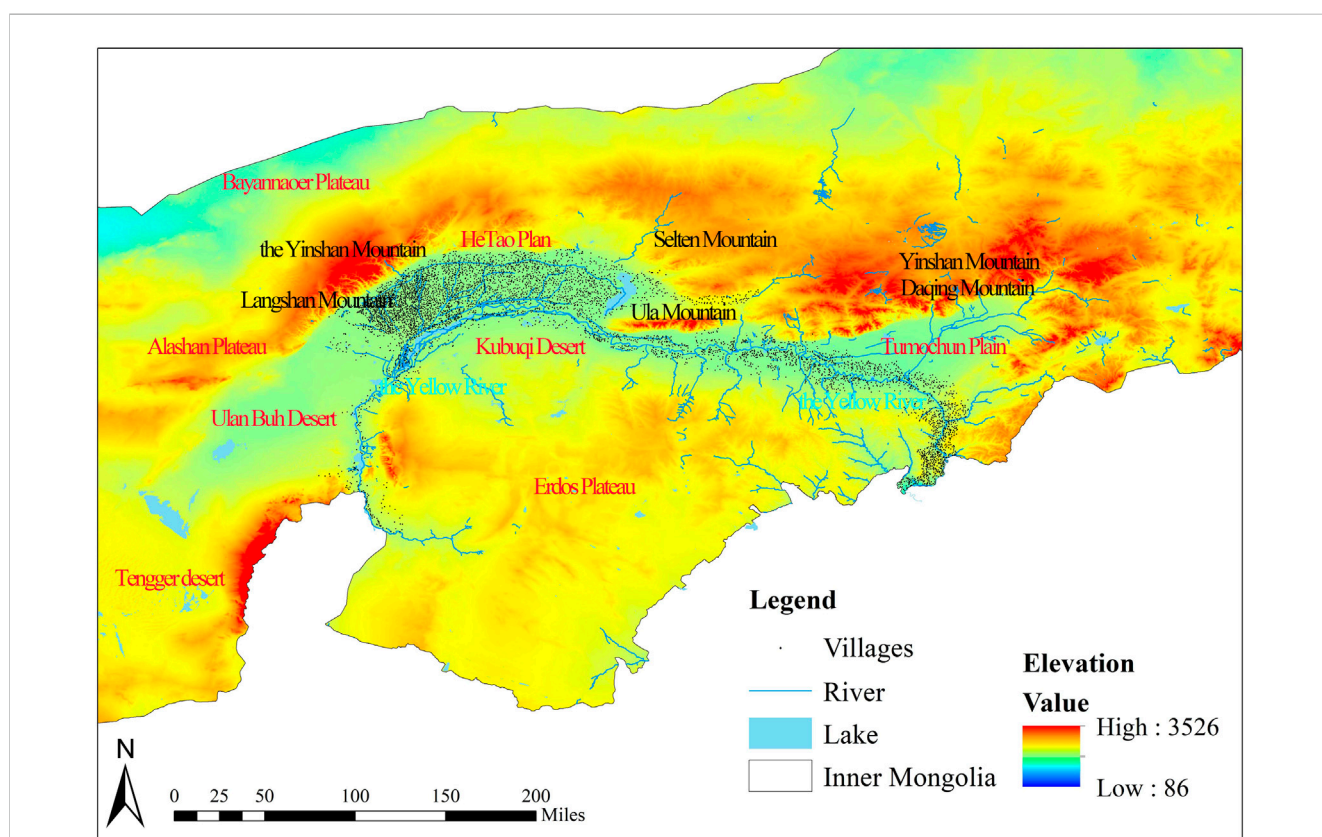 Bayannaoer Plateau
the Yinshan Mountain
HeTao Plan
Selten Mountain
Yinshan Mountain
Daqing Mountain
Langshan Mountain
Ula Mountain
Alashan Plateau
Kubuqi Desert
Tumochun Plain
the Yellow River
the Yellow River
Ulan Buh Desert
Erdos Plateau
Tengger desert
Legend
Villages
River
Lake
Inner Mongolia
Elevation
Value
High : 3526
Low : 86
N
0 25 50 100 150 200
Miles